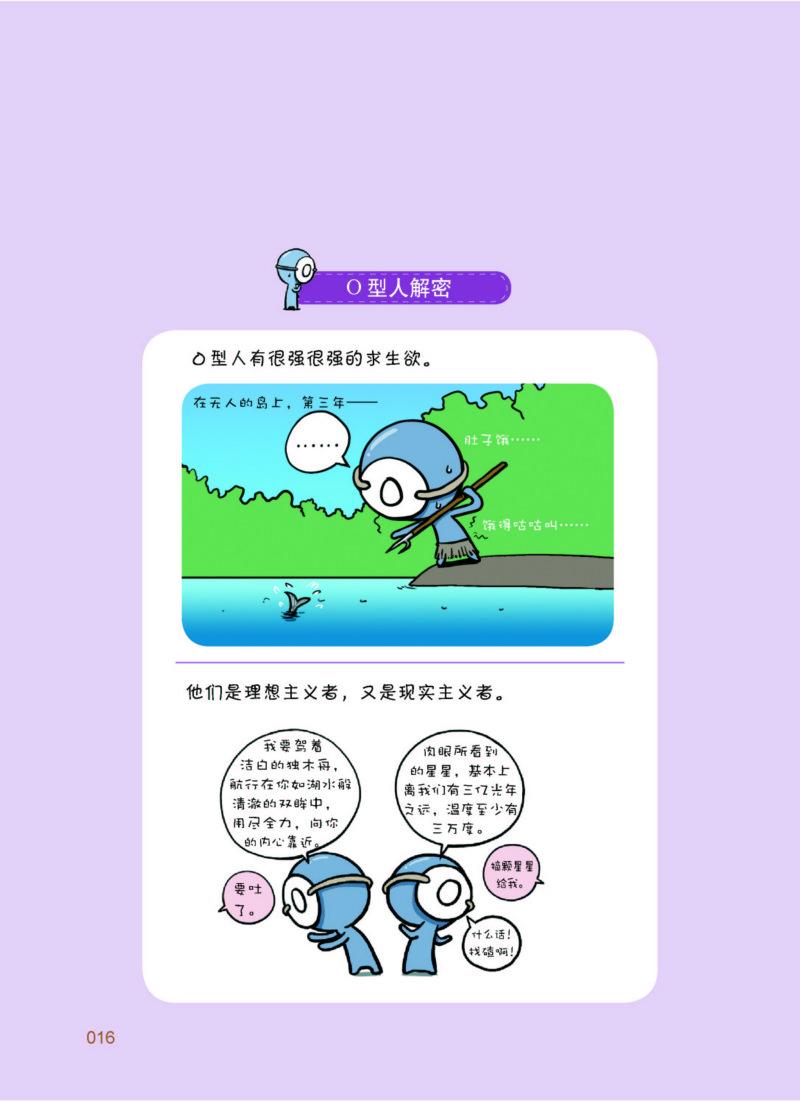 O型人解密
O型人有很强很强的求生欲。
在无人的岛上，第三年——
……
肚子饿……
饿得咕咕叫……
他们是理想主义者，又是现实主义者。
我要驾着
洁白的独木舟，
航行在你如湖水般
清澈的双眸中，
用尽全力，向你
的内心靠近。
要吐
了。
肉眼所看到
的星星，基本上
离我们有三亿光年
之远，温度至少有
三万度。
摘颗星星
给我。
什么话！
找碴啊！
016